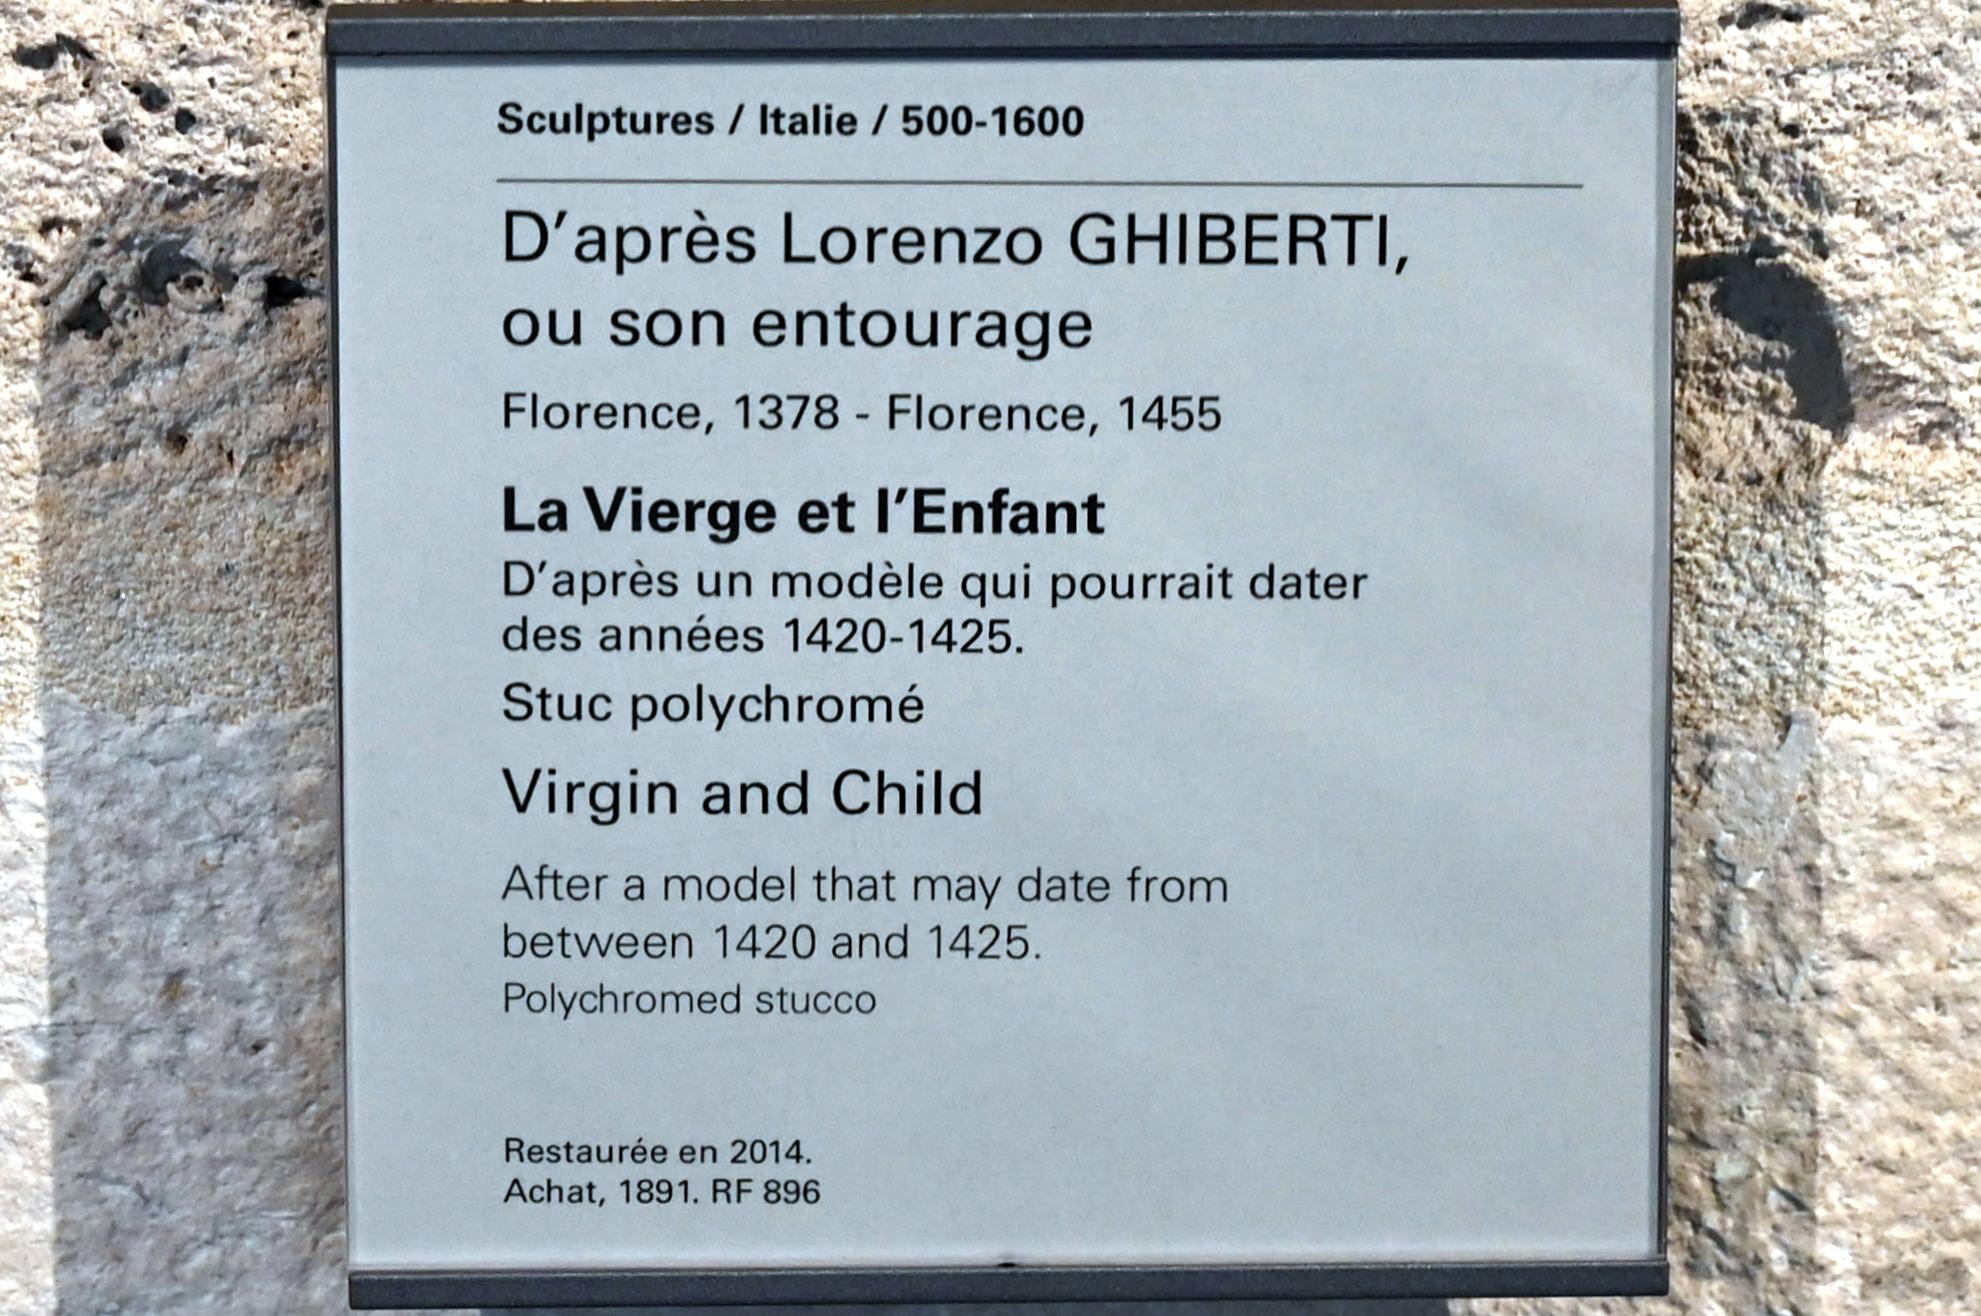 Sculptures / Italie / 500-1600
D'après Lorenzo GHIBERTI,
ou son entourage
Florence, 1378 - Florence, 1455
La Vierge et l'Enfant
D'après un modèle qui pourrait dater
des années 1420-1425.
Stuc polychromé
Virgin and Child
After a model that may date from
between 1420 and 1425.
Polychromed stucco
Restaurée en 2014.
Achat, 1891. RF 896